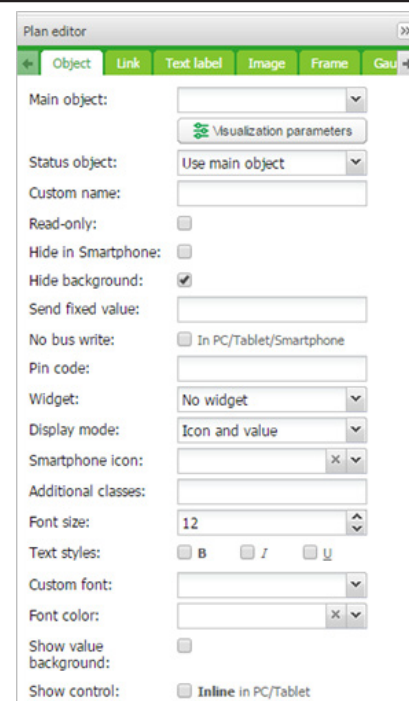 Plan editor
Object Link Text label Image Frame Gau
Main object:
Visualization parameters
Status object: Use main object
Custom name:
Read-only:
Hide in Smartphone:
Hide background:
Send fixed value:
No bus write: In PC/Tablet/Smartphone
Pin code:
Widget: No widget
Display mode: Icon and value
Smartphone icon:
Additional classes:
Font size: 12
Text styles: B I U
Custom font:
Font color:
Show value
background:
Show control: Inline in PC/Tablet